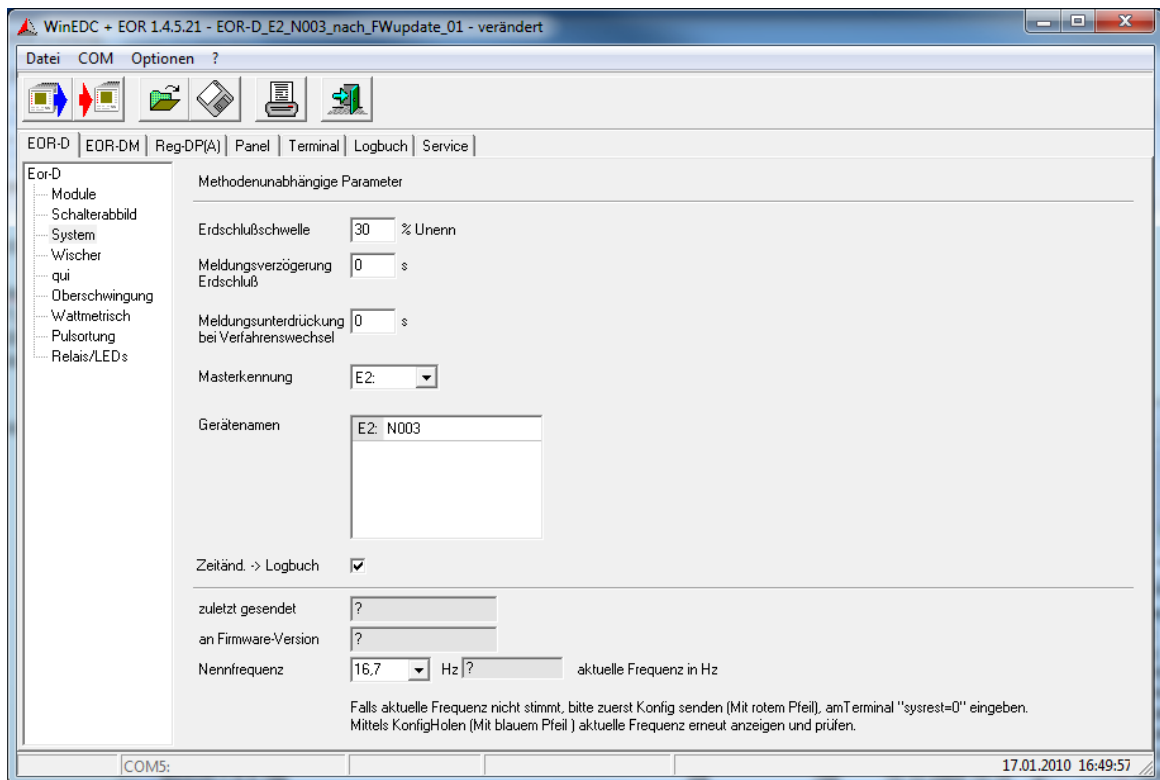 WinEDC + EOR 1.4.5.21 - EOR-D_E2_N003_nach_FWupdate_01 - verändert
Datei COM Optionen ?
EOR-D EOR-DM Reg-DP(A) Panel Terminal Logbuch Service
Eor-D
Module
Schalterabbild
System
Wischer
qui
Oberschwingung
Wattmetrisch
Pulsortung
Relais/LEDs
Methodenunabhängige Parameter
Erdschlußschwelle 30 % Unenn
Meldungsverzögerung 0 s
Erdschluß
Meldungsunterdrückung 0 s
bei Verfahrenswechsel
Masterkennung E2:
Gerätenamen E2: N003
Zeitänd. -> Logbuch
zuletzt gesendet ?
an Firmware-Version ?
Nennfrequenz 16,7 Hz ? aktuelle Frequenz in Hz
Falls aktuelle Frequenz nicht stimmt, bitte zuerst Konfig senden (Mit rotem Pfeil), amTerminal "sysrest=0" eingeben.
Mittels KonfigHolen (Mit blauem Pfeil ) aktuelle Frequenz erneut anzeigen und prüfen.
COM5: 17.01.2010 16:49:57